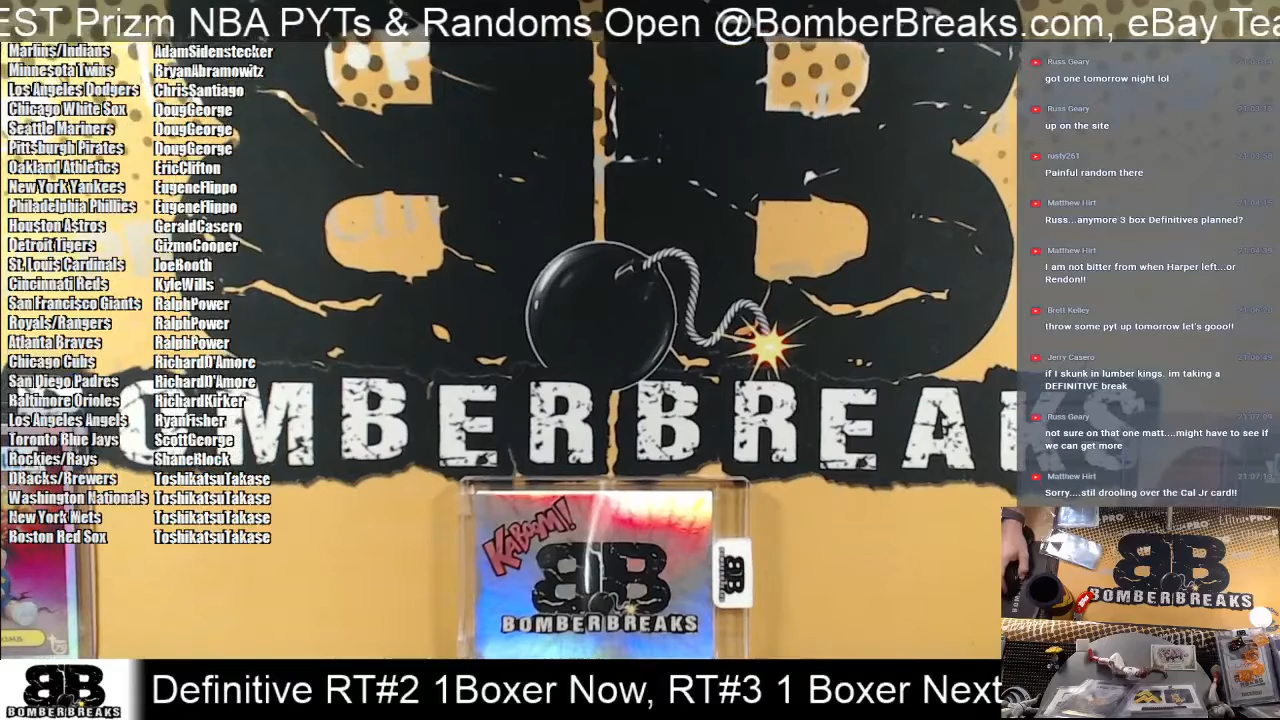 EST Prizm NBA PYTs & Randoms Open @BomberBreaks.com, eBay Tea
Marlins/Indians AdamSidenstecker
Minnesota Twins BryanAbramowitz
Los Angeles Dodgers ChrisSantiago
Chicago White Sox DougGeorge
Seattle Mariners DougGeorge
Pittsburgh Pirates DougGeorge
Oakland Athletics EricClifton
New York Yankees EugeneFlippo
Philadelphia Phillies EugeneFlippo
Houston Astros GeraldCasero
Detroit Tigers GizmoCooper
St. Louis Cardinals JoeBooth
Cincinnati Reds KyleWills
San Francisco Giants RalphPower
Royals/Rangers RalphPower
Atlanta Braves RalphPower
Chicago Cubs RichardD'Amore
San Diego Padres RichardD'Amore
Baltimore Orioles RichardKirker
Los Angeles Angels RyanFisher
Toronto Blue Jays ScottGeorge
Rockies/Rays ShaneBlock
DBacks/Brewers ToshikatsuTakase
Washington Nationals ToshikatsuTakase
New York Mets ToshikatsuTakase
Boston Red Sox ToshikatsuTakase
BB
BOMBERBREAKS
KABOOM!
BB
BOMBERBREAKS
BB
Russ Geary
got one tomorrow night lol
Russ Geary
up on the site
rusty261
Painful random there
Matthew Hirt
Russ...anymore 3 box Definitives planned?
Matthew Hirt
I am not bitter from when Harper left...or
Rendon!!
Brett Kelley
throw some pyt up tomorrow let's gooo!!
Jerry Casero
if I skunk in lumber kings. im taking a
DEFINITIVE break
Russ Geary
not sure on that one matt....might have to see if
we can get more
Matthew Hirt
Sorry....stil drooling over the Cal Jr card!!
BB
BOMBERBREAKS
BB
BOMBERBREAKS
Definitive RT#2 1Boxer Now, RT#3 1 Boxer Next